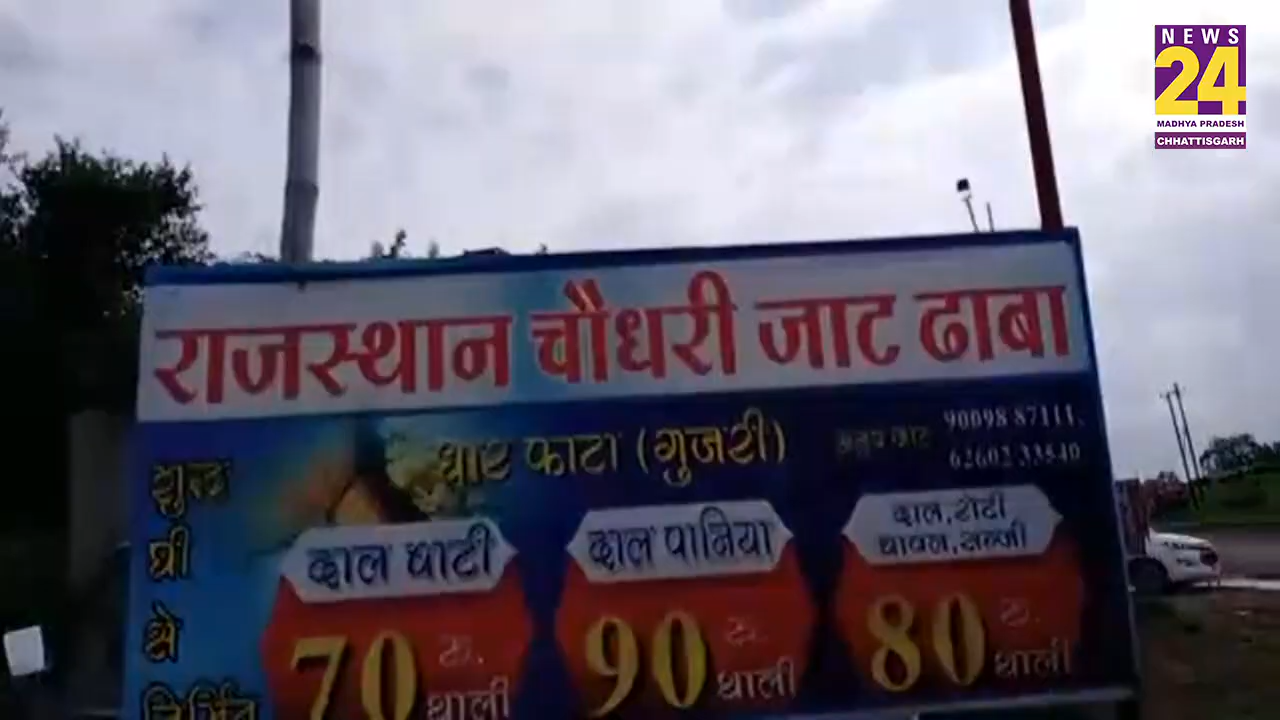 NEWS
24
MADHYA PRADESH
CHHATTISGARH
राजस्थान चौधरी जाट ढाबा
धार फाटा (गुजरी)
90098 87111,
62602 33840
शुद्ध
घी
से
निर्मित
दाल बाटी
70 रु. थाली
दाल पानिया
90 रु. थाली
दाल, रोटी
चावल, सब्जी
80 रु. थाली